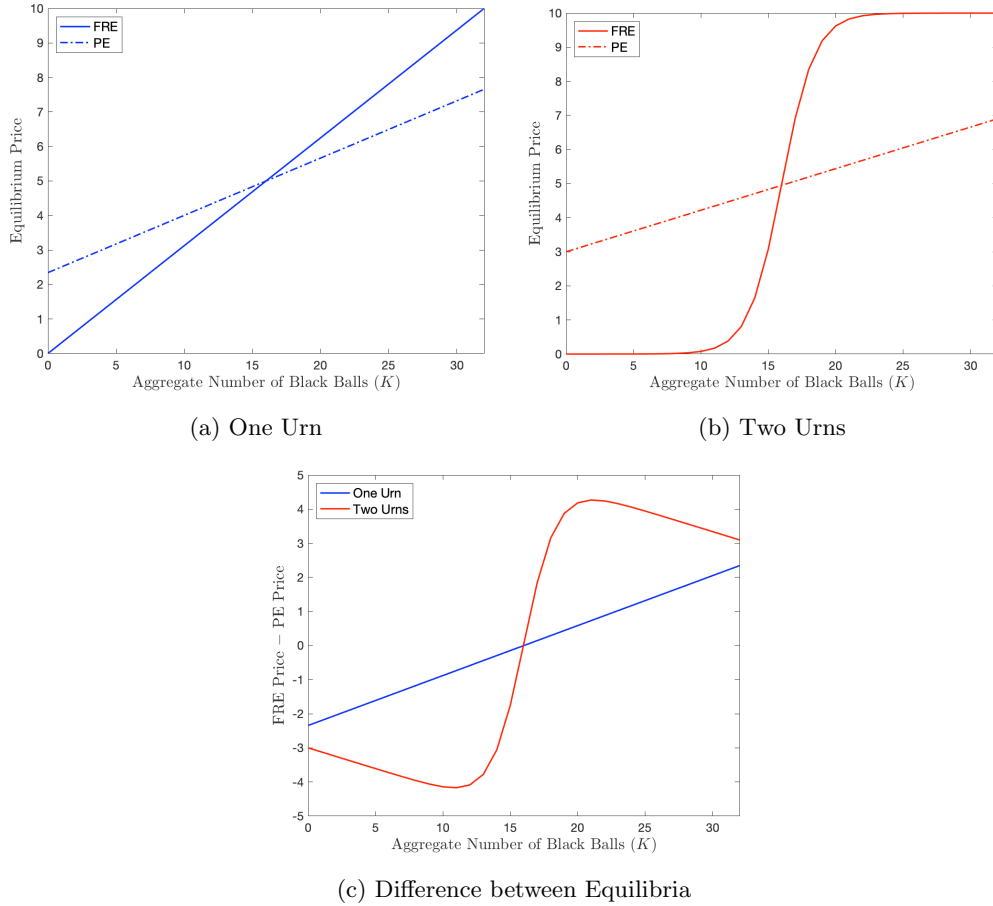 Equilibrium Price
10
9
8
7
6
5
4
3
2
1
0
FRE
PE
0 5 10 15 20 25 30
Aggregate Number of Black Balls (K)
(a) One Urn
Equilibrium Price
10
9
8
7
6
5
4
3
2
1
0
FRE
PE
0 5 10 15 20 25 30
Aggregate Number of Black Balls (K)
(b) Two Urns
FRE Price − PE Price
5
4
3
2
1
0
-1
-2
-3
-4
-5
One Urn
Two Urns
0 5 10 15 20 25 30
Aggregate Number of Black Balls (K)
(c) Difference between Equilibria